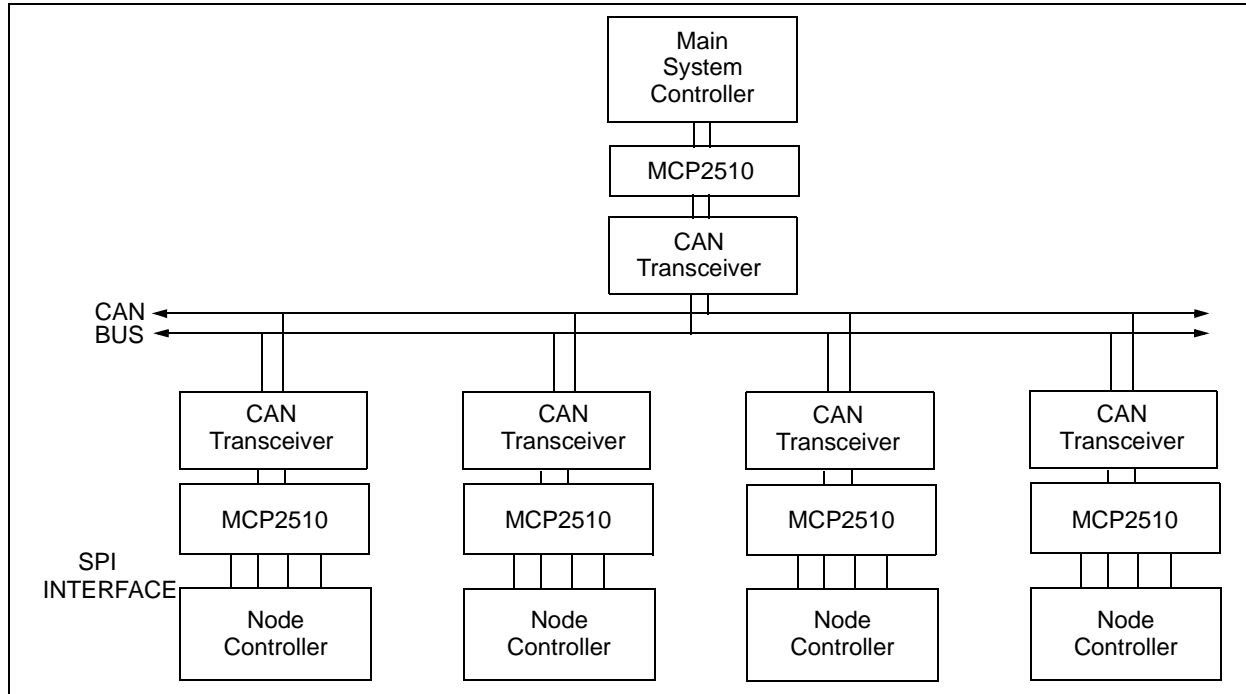 Main
System
Controller
MCP2510
CAN
Transceiver
CAN
BUS
CAN
Transceiver
CAN
Transceiver
CAN
Transceiver
CAN
Transceiver
MCP2510
MCP2510
MCP2510
MCP2510
SPI
INTERFACE
Node
Controller
Node
Controller
Node
Controller
Node
Controller